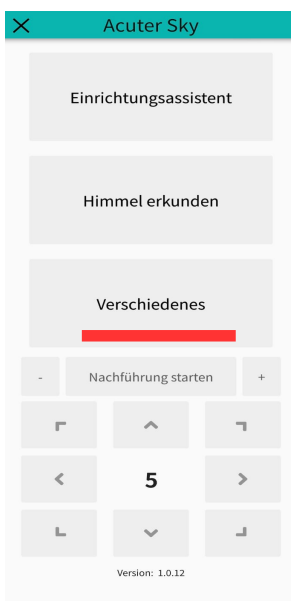 Acuter Sky
Einrichtungsassistent
Himmel erkunden
Verschiedenes
- Nachführung starten +
5
Version: 1.0.12